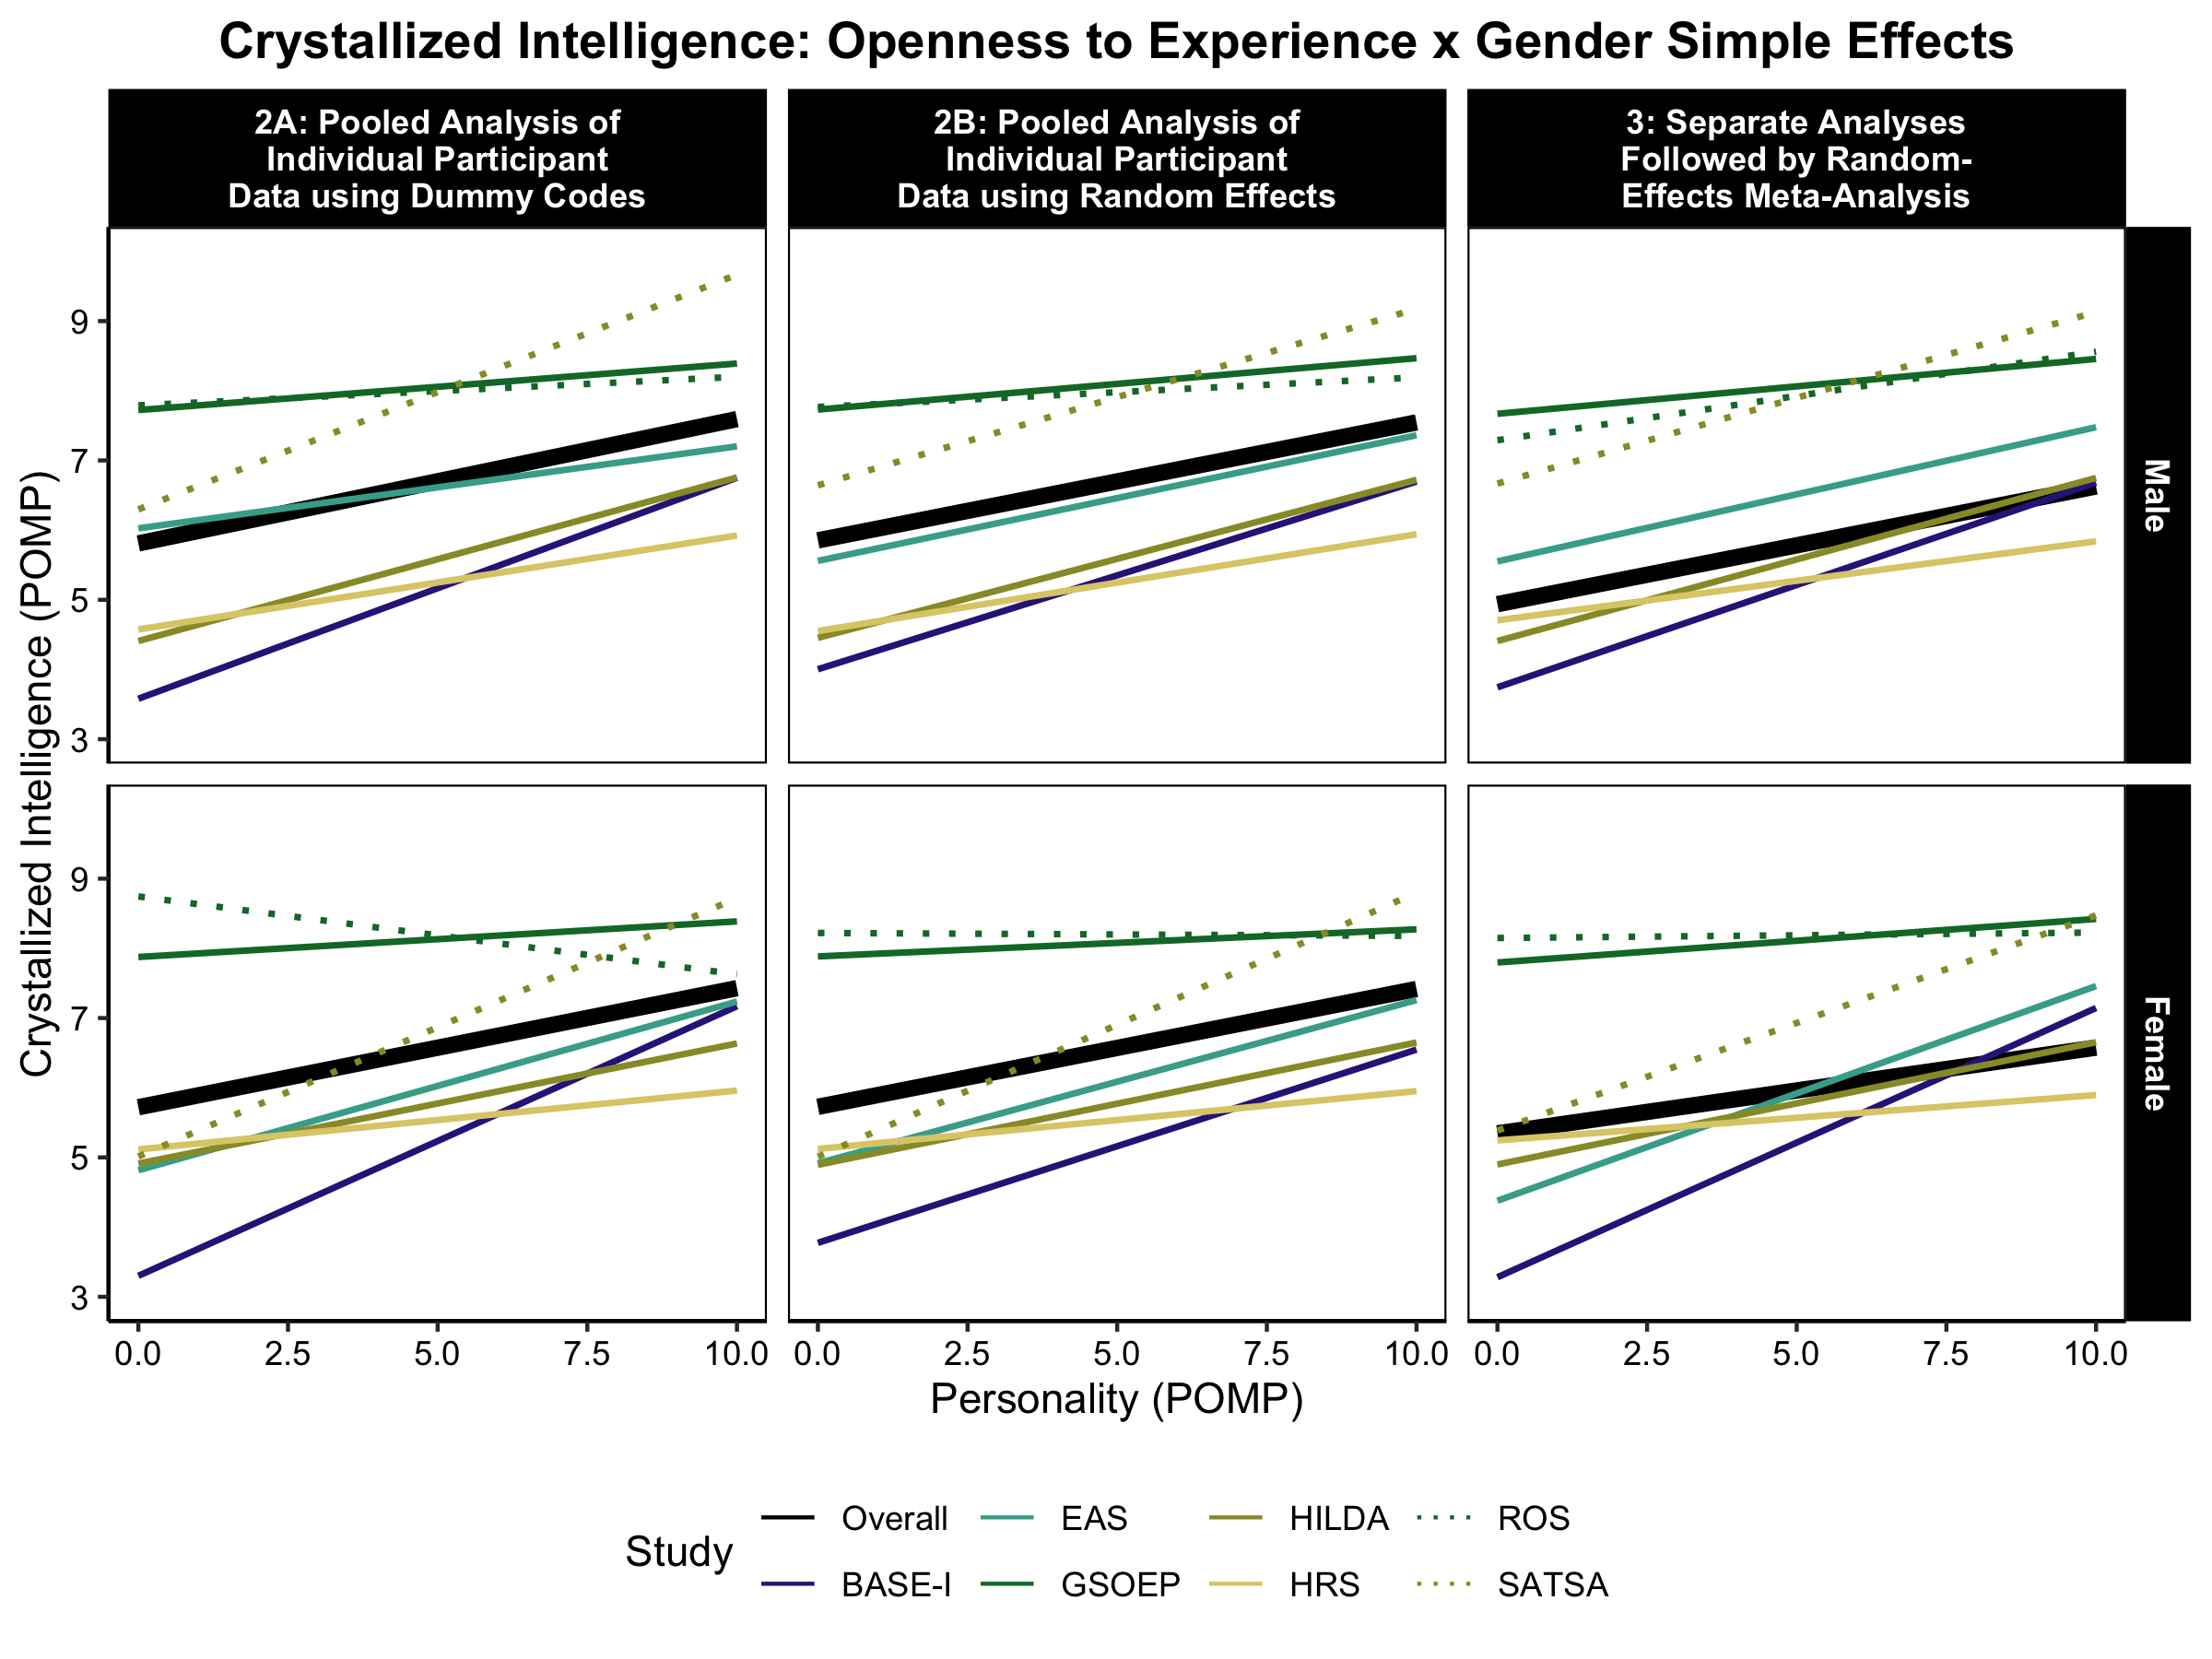 Crystallized Intelligence: Openness to Experience x Gender Simple Effects
2A: Pooled Analysis of
Individual Participant
Data using Dummy Codes
2B: Pooled Analysis of
Individual Participant
Data using Random Effects
3: Separate Analyses
Followed by Random-
Effects Meta-Analysis
Crystallized Intelligence (POMP)
9
7
5
3
Male
9
7
5
3
Female
0.0 2.5 5.0 7.5 10.0 0.0 2.5 5.0 7.5 10.0 0.0 2.5 5.0 7.5 10.0
Personality (POMP)
Study
Overall EAS HILDA ROS
BASE-I GSOEP HRS SATSA